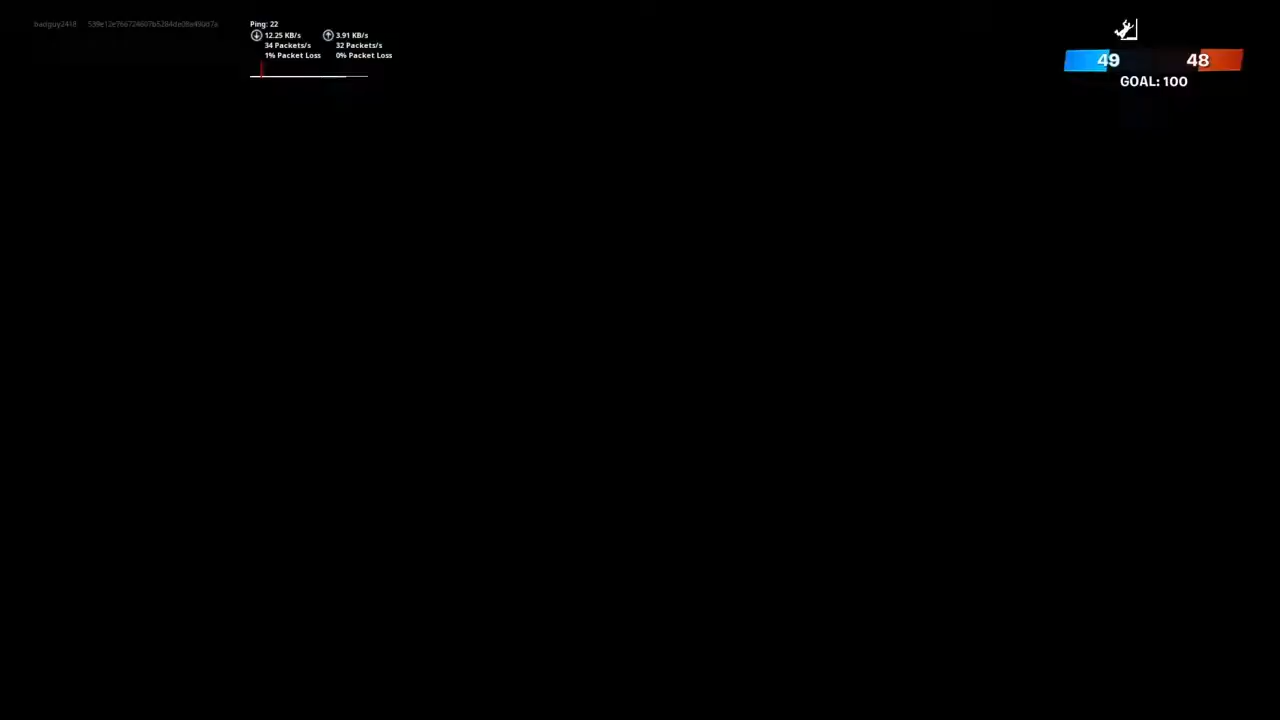 badguy2418
Ping: 22
12.25 KB/s 3.91 KB/s
34 Packets/s 32 Packets/s
1% Packet Loss 0% Packet Loss
49 48
GOAL: 100